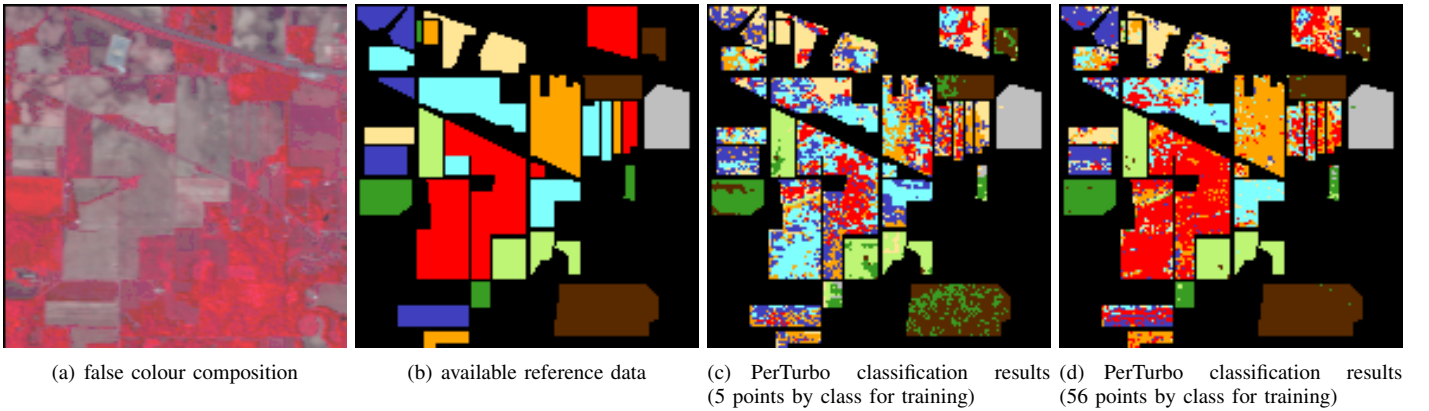 (a) false colour composition
(b) available reference data
(c) PerTurbo classification results
(5 points by class for training)
(d) PerTurbo classification results
(56 points by class for training)